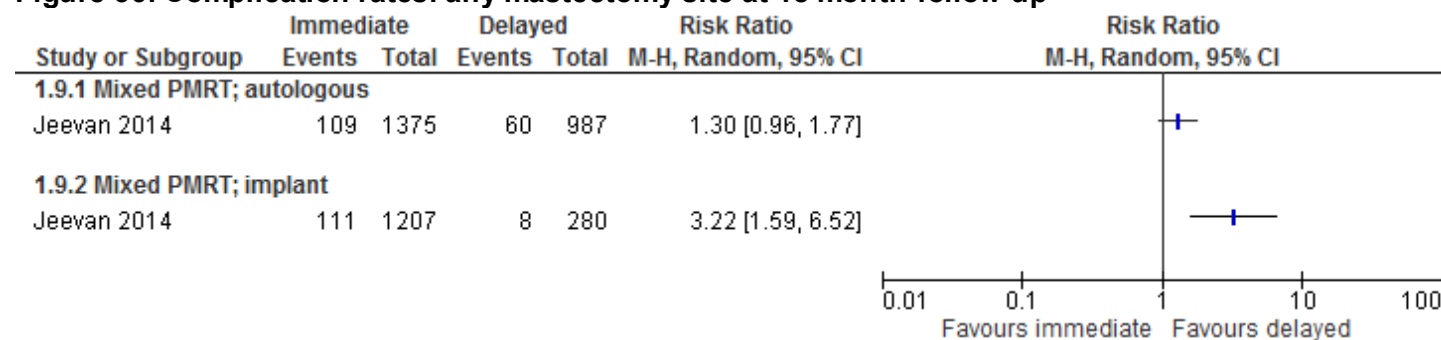 Immediate Delayed Risk Ratio Risk Ratio
Study or Subgroup Events Total Events Total M-H, Random, 95% CI M-H, Random, 95% CI
1.9.1 Mixed PMRT; autologous
Jeevan 2014 109 1375 60 987 1.30 [0.96, 1.77]
1.9.2 Mixed PMRT; implant
Jeevan 2014 111 1207 8 280 3.22 [1.59, 6.52]
0.01 0.1 1 10 100
Favours immediate Favours delayed